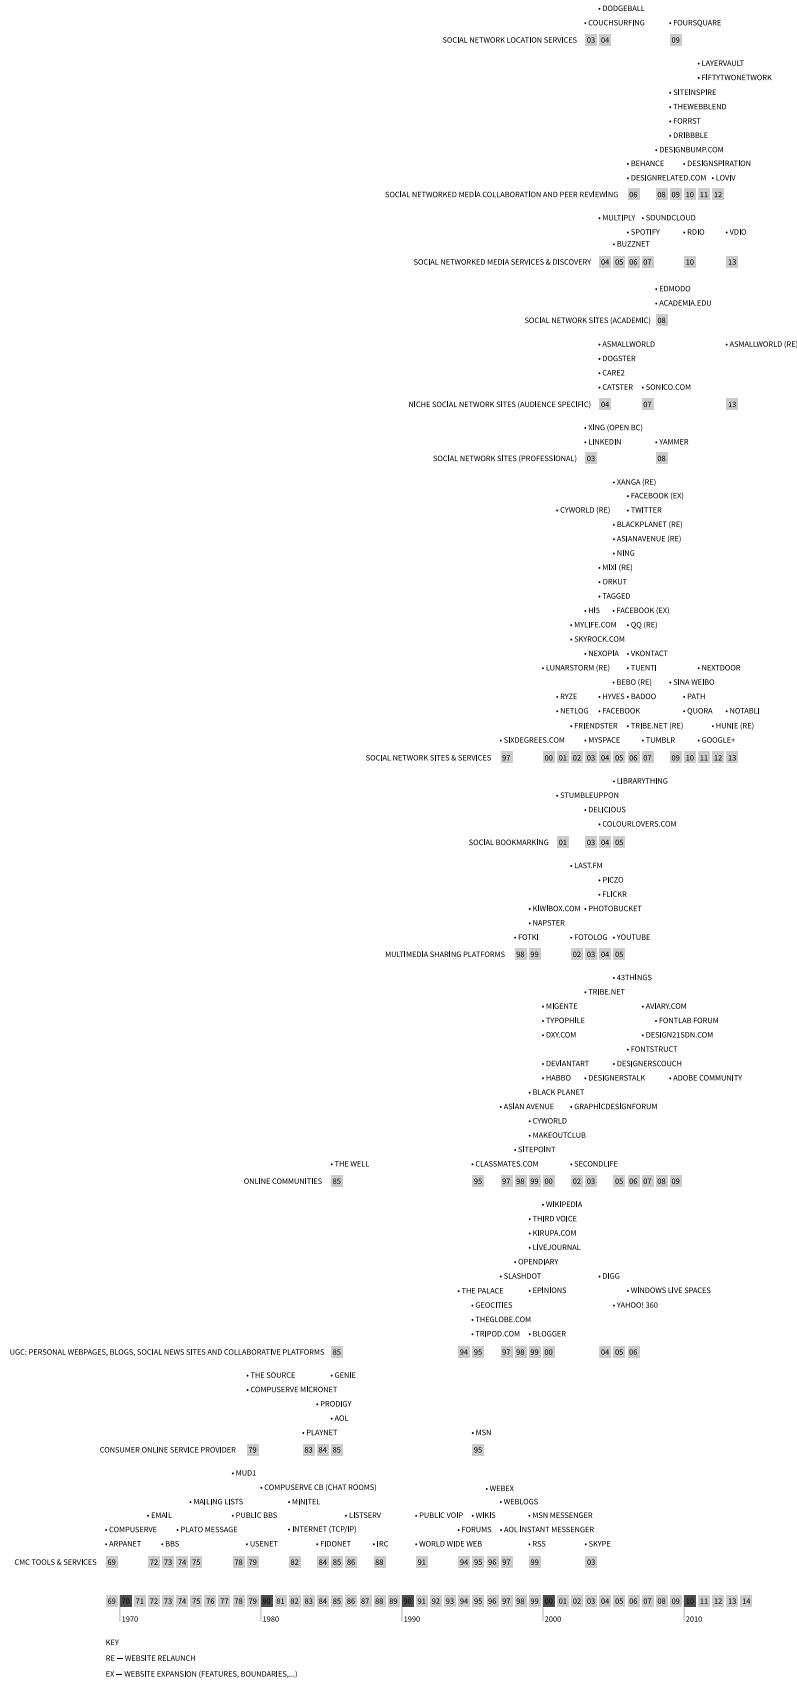 • DODGEBALL
• COUCHSURFING • FOURSQUARE
SOCIAL NETWORK LOCATION SERVICES 03 04 09
• LAYERVAULT
• FIFTYTWONETWORK
• SITEINSPIRE
• THEWEBBLEND
• FORRST
• DRIBBBLE
• DESIGNBUMP.COM
• BEHANCE • DESIGNSPIRATION
• DESIGNRELATED.COM • LOVIV
SOCIAL NETWORKED MEDIA COLLABORATION AND PEER REVIEWING 06 08 09 10 11 12
• MULTIPLY • SOUNDCLOUD
• SPOTIFY • RDIO • VDIO
• BUZZNET
SOCIAL NETWORKED MEDIA SERVICES & DISCOVERY 04 05 06 07 10 13
• EDMODO
• ACADEMIA.EDU
SOCIAL NETWORK SITES (ACADEMIC) 08
• ASMALLWORLD • ASMALLWORLD (RE)
• DOGSTER
• CARE2
• CATSTER • SONICO.COM
NICHE SOCIAL NETWORK SITES (AUDIENCE SPECIFIC) 04 07 13
• XING (OPEN BC)
• LINKEDIN • YAMMER
SOCIAL NETWORK SITES (PROFESSIONAL) 03 08
• XANGA (RE)
• FACEBOOK (EX)
• CYWORLD (RE) • TWITTER
• BLACKPLANET (RE)
• ASIANAVENUE (RE)
• NING
• MIXI (RE)
• ORKUT
• TAGGED
• HI5 • FACEBOOK (EX)
• MYLIFE.COM • QQ (RE)
• SKYROCK.COM
• NEXOPIA • VKONTACT
• LUNARSTORM (RE) • TUENTI • NEXTDOOR
• BEBO (RE) • SINA WEIBO
• RYZE • HYVES • BADOO • PATH
• NETLOG • FACEBOOK • QUORA • NOTABLI
• FRIENDSTER • TRIBE.NET (RE) • HUNIE (RE)
• SIXDEGREES.COM • MYSPACE • TUMBLR • GOOGLE+
SOCIAL NETWORK SITES & SERVICES 97 00 01 02 03 04 05 06 07 09 10 11 12 13
• LIBRARYTHING
• STUMBLEUPPON
• DELICIOUS
• COLOURLOVERS.COM
SOCIAL BOOKMARKING 01 03 04 05
• LAST.FM
• PICZO
• FLICKR
• KIWIBOX.COM • PHOTOBUCKET
• NAPSTER
• FOTKI • FOTOLOG • YOUTUBE
MULTIMEDIA SHARING PLATFORMS 98 99 02 03 04 05
• 43THINGS
• TRIBE.NET
• MIGENTE • AVIARY.COM
• TYPOPHILE • FONTLAB FORUM
• DXY.COM • DESIGN21SDN.COM
• FONTSTRUCT
• DEVIANTART • DESIGNERSCOUCH
• HABBO • DESIGNERSTALK • ADOBE COMMUNITY
• BLACK PLANET
• ASIAN AVENUE • GRAPHICDESIGNFORUM
• CYWORLD
• MAKEOUTCLUB
• SITEPOINT
• THE WELL • CLASSMATES.COM • SECONDLIFE
ONLINE COMMUNITIES 85 95 97 98 99 00 02 03 05 06 07 08 09
• WIKIPEDIA
• THIRD VOICE
• KIRUPA.COM
• LIVEJOURNAL
• OPENDIARY
• SLASHDOT • DIGG
• THE PALACE • EPINIONS • WINDOWS LIVE SPACES
• GEOCITIES • YAHOO! 360
• THEGLOBE.COM
• TRIPOD.COM • BLOGGER
UGC: PERSONAL WEBPAGES, BLOGS, SOCIAL NEWS SITES AND COLLABORATIVE PLATFORMS 85 94 95 97 98 99 00 04 05 06
• THE SOURCE • GENIE
• COMPUSERVE MICRONET
• PRODIGY
• AOL
• PLAYNET • MSN
CONSUMER ONLINE SERVICE PROVIDER 79 83 84 85 95
• MUD1
• COMPUSERVE CB (CHAT ROOMS) • WEBEX
• MAILING LISTS • MINITEL • WEBLOGS
• EMAIL • PUBLIC BBS • LISTSERV • PUBLIC VOIP • WIKIS • MSN MESSENGER
• COMPUSERVE • PLATO MESSAGE • INTERNET (TCP/IP) • FORUMS • AOL INSTANT MESSENGER
• ARPANET • BBS • USENET • FIDONET • IRC • WORLD WIDE WEB • RSS • SKYPE
CMC TOOLS & SERVICES 69 72 73 74 75 78 79 82 84 85 86 88 91 94 95 96 97 99 03
69 70 71 72 73 74 75 76 77 78 79 80 81 82 83 84 85 86 87 88 89 90 91 92 93 94 95 96 97 98 99 00 01 02 03 04 05 06 07 08 09 10 11 12 13 14
1970 1980 1990 2000 2010
KEY
RE — WEBSITE RELAUNCH
EX — WEBSITE EXPANSION (FEATURES, BOUNDARIES,...)